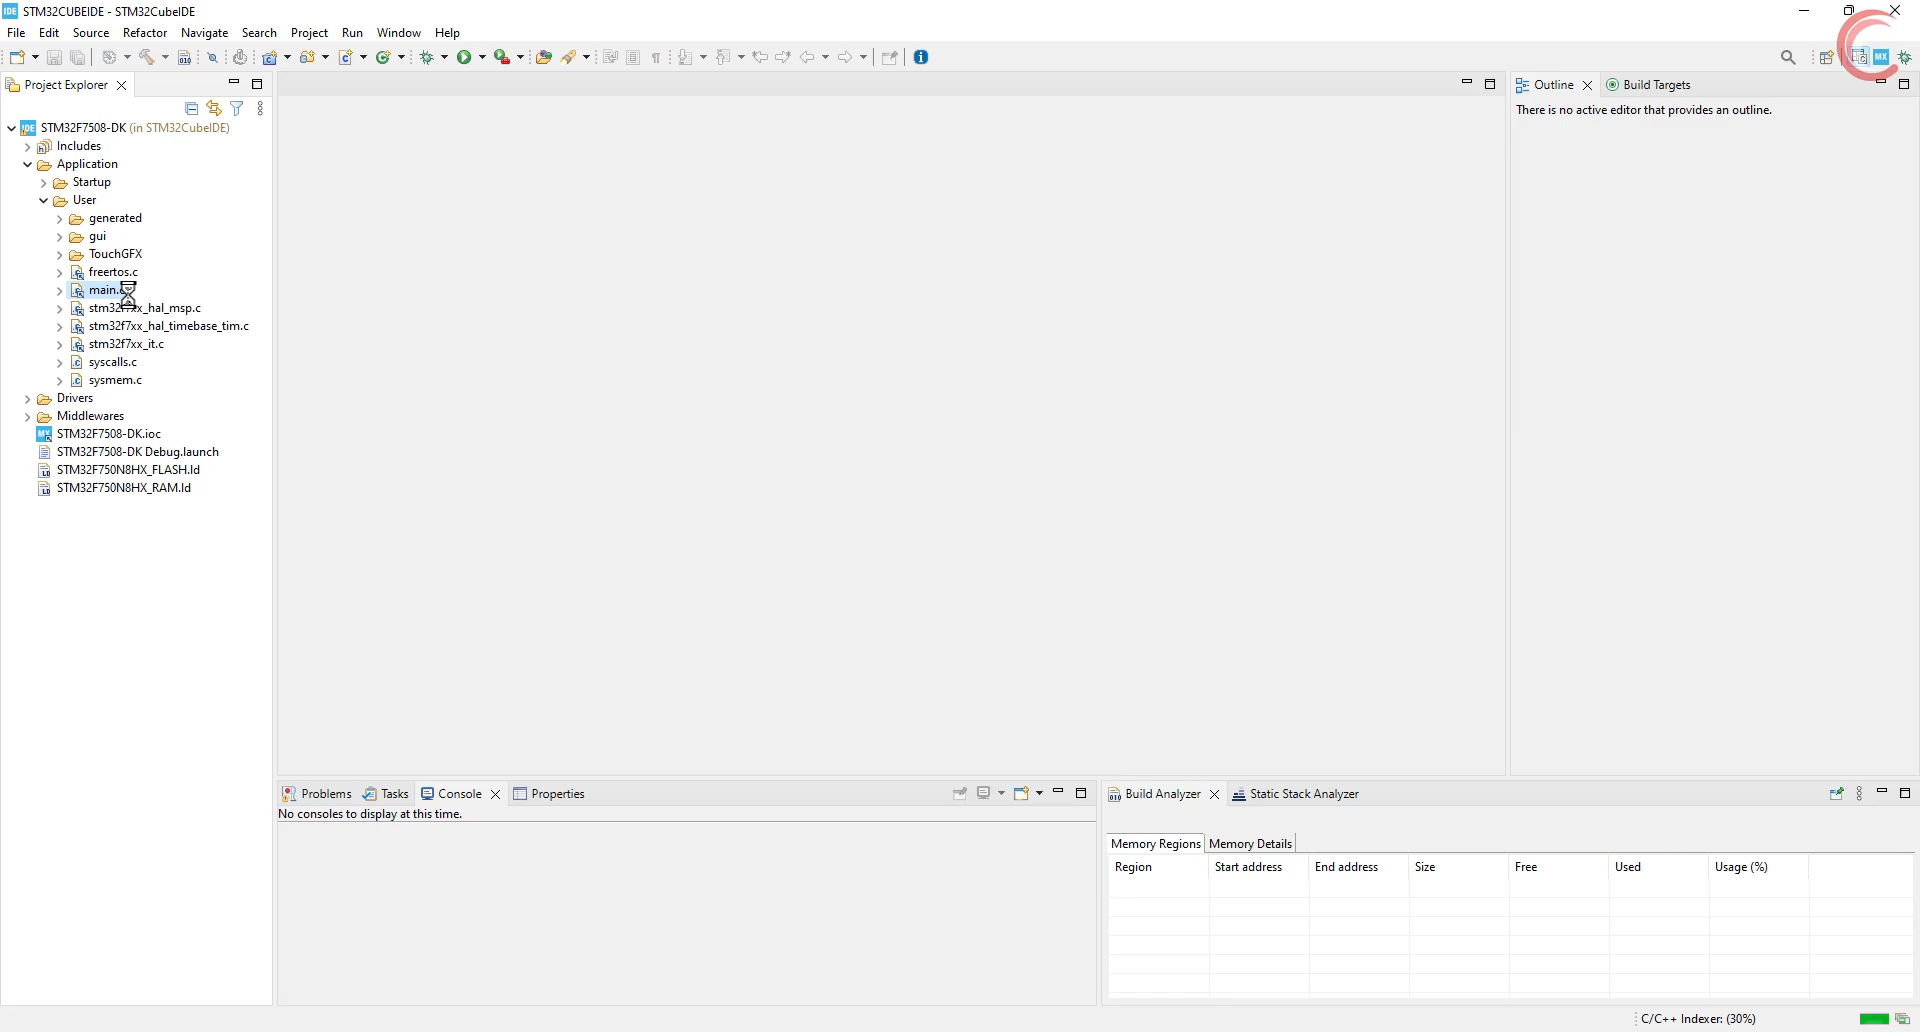 STM32CUBEIDE - STM32CubeIDE
File Edit Source Refactor Navigate Search Project Run Window Help
Project Explorer
STM32F7508-DK (in STM32CubeIDE)
Includes
Application
Startup
User
generated
gui
TouchGFX
freertos.c
main.c
stm32f7xx_hal_msp.c
stm32f7xx_hal_timebase_tim.c
stm32f7xx_it.c
syscalls.c
sysmem.c
Drivers
Middlewares
STM32F7508-DK.ioc
STM32F7508-DK Debug.launch
STM32F750N8HX_FLASH.ld
STM32F750N8HX_RAM.ld
Outline Build Targets
There is no active editor that provides an outline.
Problems Tasks Console Properties
No consoles to display at this time.
Build Analyzer Static Stack Analyzer
Memory Regions Memory Details
Region Start address End address Size Free Used Usage (%)
C/C++ Indexer: (30%)